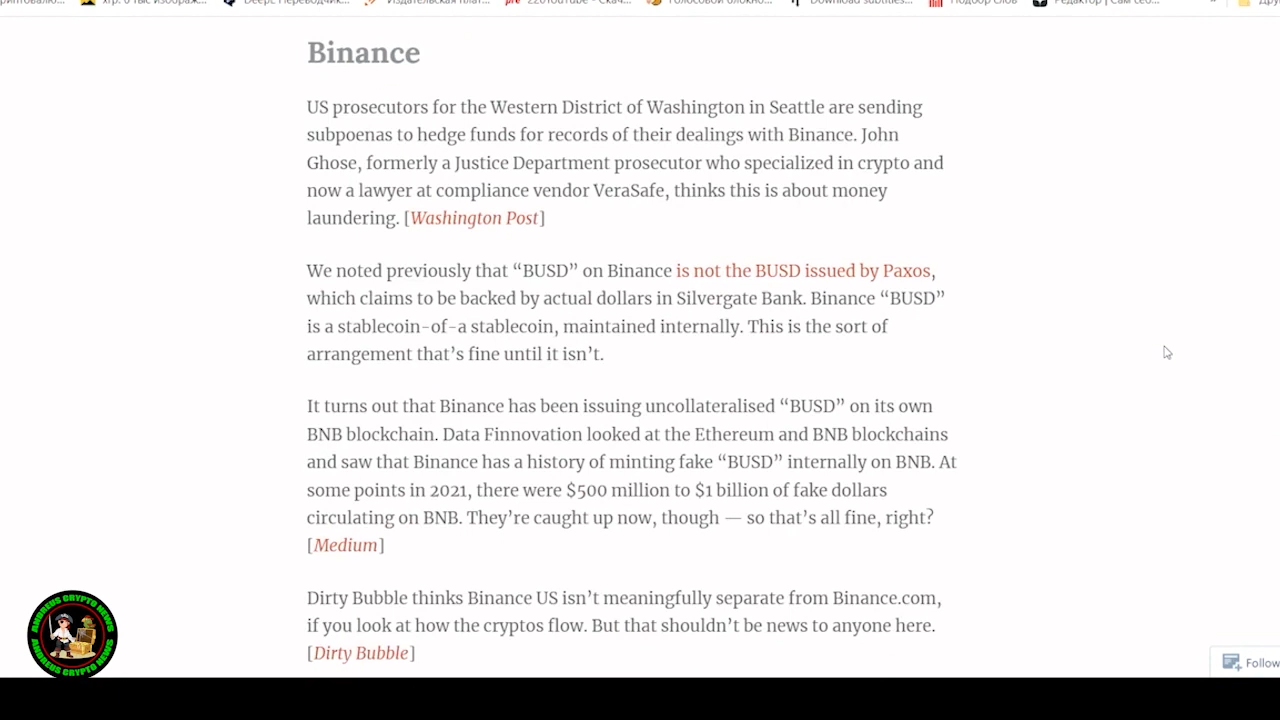 Binance
US prosecutors for the Western District of Washington in Seattle are sending
subpoenas to hedge funds for records of their dealings with Binance. John
Ghose, formerly a Justice Department prosecutor who specialized in crypto and
now a lawyer at compliance vendor VeraSafe, thinks this is about money
laundering. [Washington Post]
We noted previously that “BUSD” on Binance is not the BUSD issued by Paxos,
which claims to be backed by actual dollars in Silvergate Bank. Binance “BUSD”
is a stablecoin-of-a stablecoin, maintained internally. This is the sort of
arrangement that’s fine until it isn’t.
It turns out that Binance has been issuing uncollateralised “BUSD” on its own
BNB blockchain. Data Finnovation looked at the Ethereum and BNB blockchains
and saw that Binance has a history of minting fake “BUSD” internally on BNB. At
some points in 2021, there were $500 million to $1 billion of fake dollars
circulating on BNB. They’re caught up now, though — so that’s all fine, right?
[Medium]
Dirty Bubble thinks Binance US isn’t meaningfully separate from Binance.com,
if you look at how the cryptos flow. But that shouldn’t be news to anyone here.
[Dirty Bubble]
ANDREUS CRYPTO NEWS
ANDREUS CRYPTO NEWS
Follow